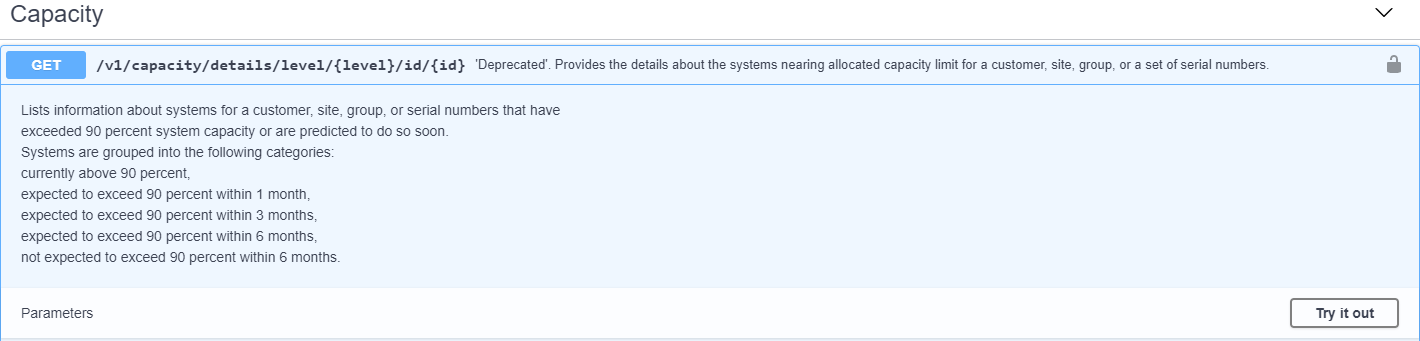 Capacity
GET /v1/capacity/details/level/{level}/id/{id} 'Deprecated'. Provides the details about the systems nearing allocated capacity limit for a customer, site, group, or a set of serial numbers.
Lists information about systems for a customer, site, group, or serial numbers that have
exceeded 90 percent system capacity or are predicted to do so soon.
Systems are grouped into the following categories:
currently above 90 percent,
expected to exceed 90 percent within 1 month,
expected to exceed 90 percent within 3 months,
expected to exceed 90 percent within 6 months,
not expected to exceed 90 percent within 6 months.
Parameters Try it out